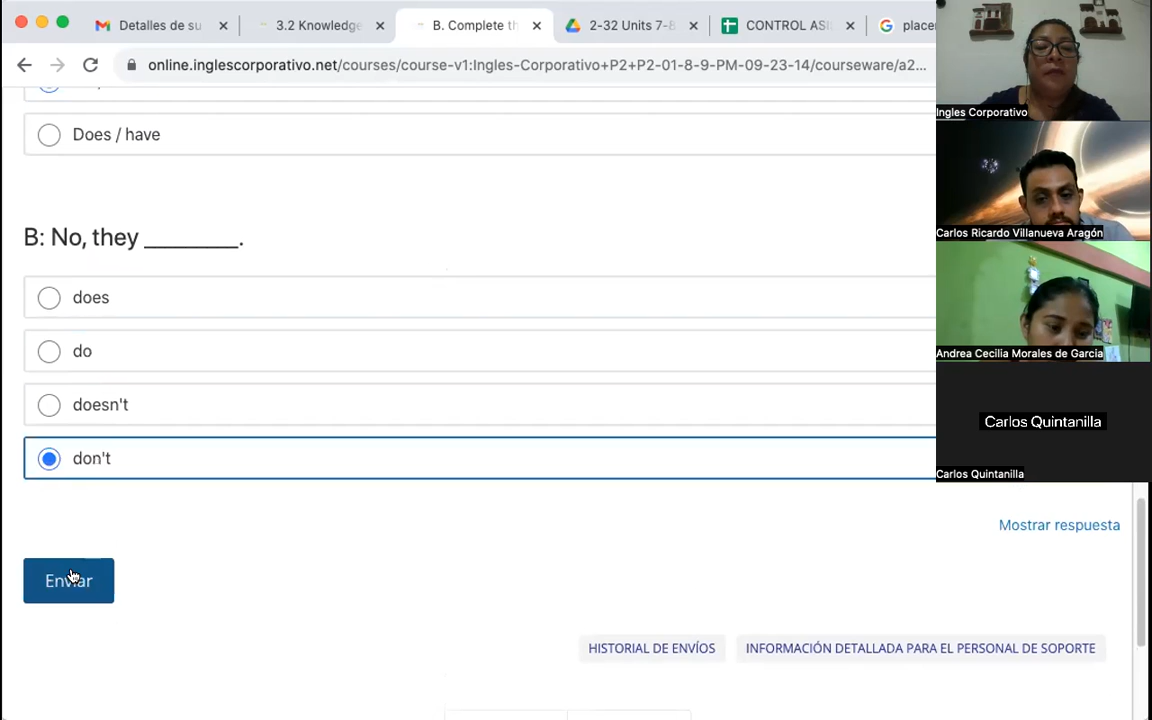 Detalles de su
3.2 Knowledge
B. Complete th
2-32 Units 7-8
CONTROL ASI
placer
online.inglescorporativo.net/courses/course-v1:Ingles-Corporativo+P2+P2-01-8-9-PM-09-23-14/courseware/a2...
Ingles Corporativo
Does / have
Carlos Ricardo Villanueva Aragón
B: No, they ________.
does
do
Andrea Cecilia Morales de Garcia
doesn't
Carlos Quintanilla
don't
Carlos Quintanilla
Mostrar respuesta
Enviar
HISTORIAL DE ENVÍOS
INFORMACIÓN DETALLADA PARA EL PERSONAL DE SOPORTE